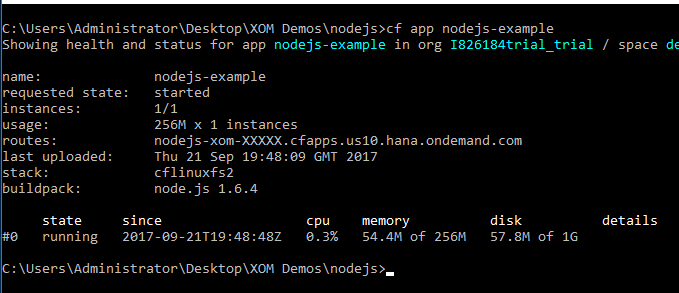 C:\Users\Administrator\Desktop\XOM Demos\nodejs>cf app nodejs-example
Showing health and status for app nodejs-example in org I826184trial_trial / space de
name: nodejs-example
requested state: started
instances: 1/1
usage: 256M x 1 instances
routes: nodejs-xom-XXXXX.cfapps.us10.hana.ondemand.com
last uploaded: Thu 21 Sep 19:48:09 GMT 2017
stack: cflinuxfs2
buildpack: node.js 1.6.4
state since cpu memory disk details
#0 running 2017-09-21T19:48:48Z 0.3% 54.4M of 256M 57.8M of 1G
C:\Users\Administrator\Desktop\XOM Demos\nodejs>